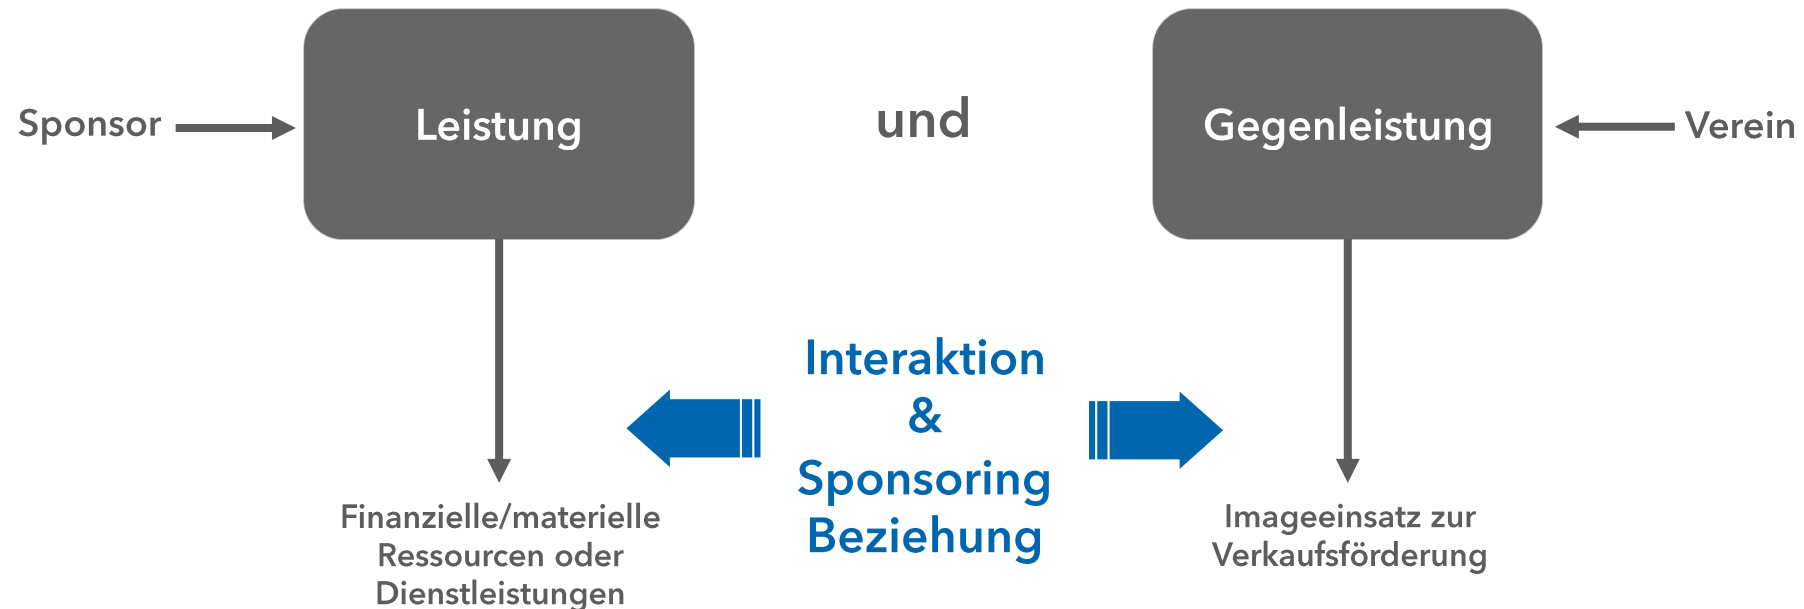 Sponsor
Leistung
und
Gegenleistung
Verein
Interaktion
&
Sponsoring
Beziehung
Finanzielle/materielle
Ressourcen oder
Dienstleistungen
Imageeinsatz zur
Verkaufsförderung